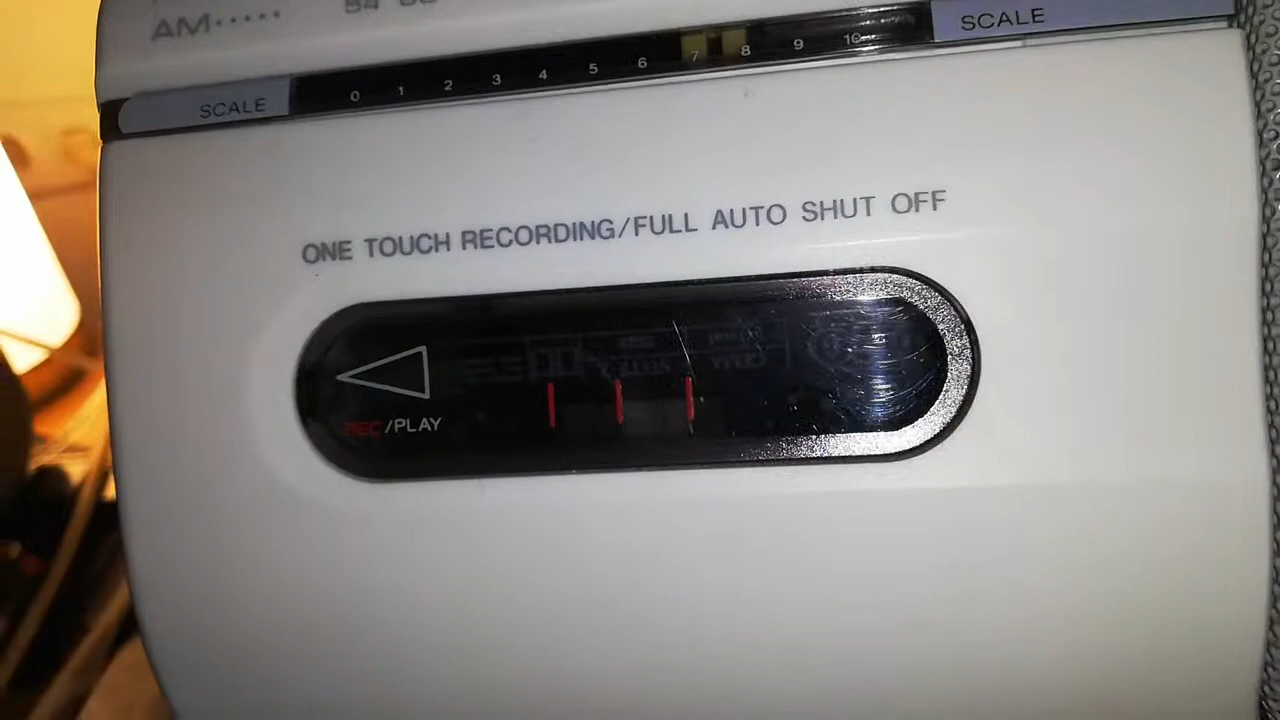 AM·····
SCALE
SCALE 0 1 2 3 4 5 6 7 8 9 10
ONE TOUCH RECORDING/FULL AUTO SHUT OFF
REC/PLAY